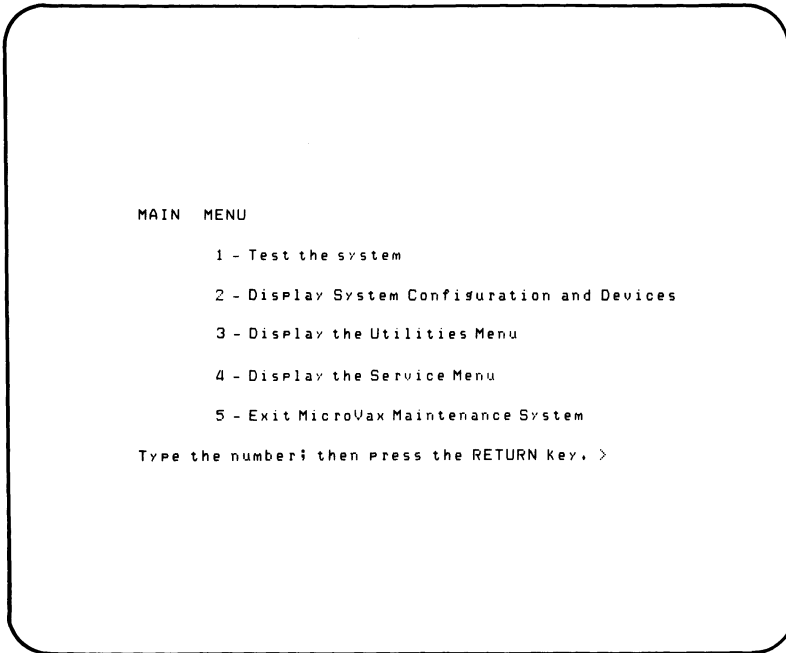 MAIN MENU
1 - Test the system
2 - Display System Configuration and Devices
3 - Display the Utilities Menu
4 - Display the Service Menu
5 - Exit MicroVax Maintenance System
Type the number; then press the RETURN key. >